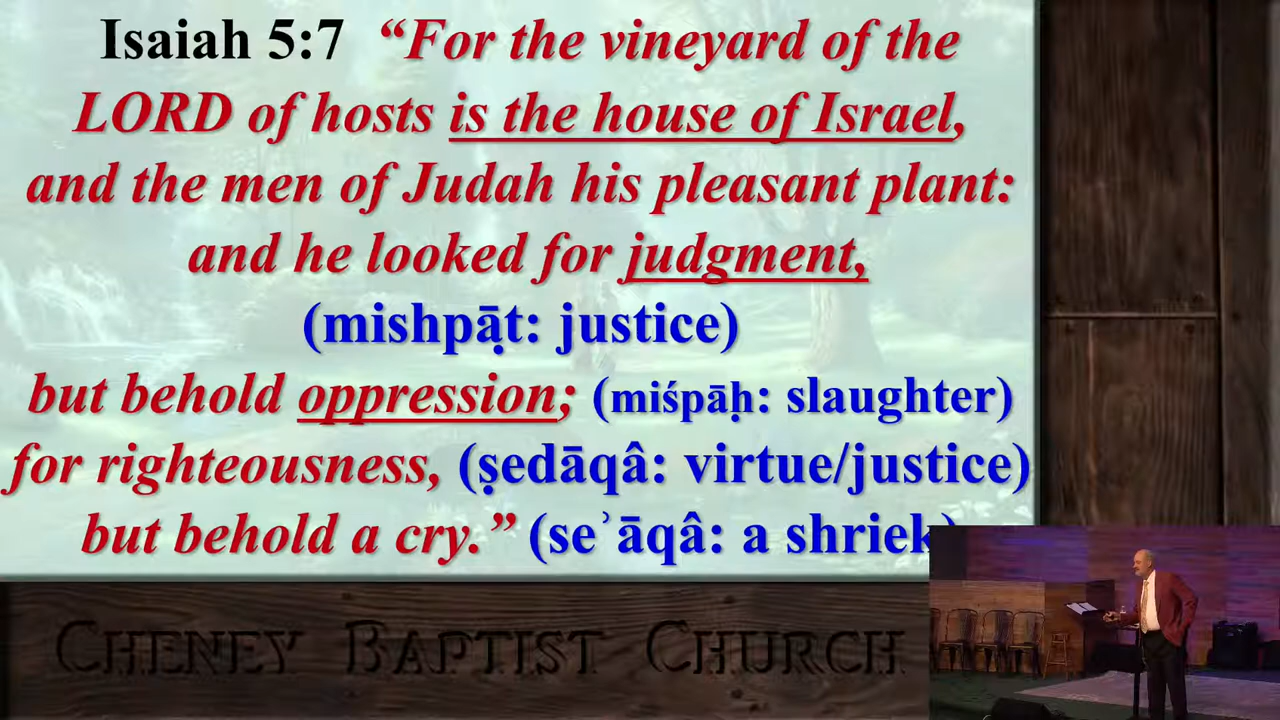 Isaiah 5:7 “For the vineyard of the
LORD of hosts is the house of Israel,
and the men of Judah his pleasant plant:
and he looked for judgment,
(mishpāṭ: justice)
but behold oppression; (miśpāḥ: slaughter)
for righteousness, (ṣedāqâ: virtue/justice)
but behold a cry.” (seʾāqâ: a shriek)
CHENEY BAPTIST CHURCH